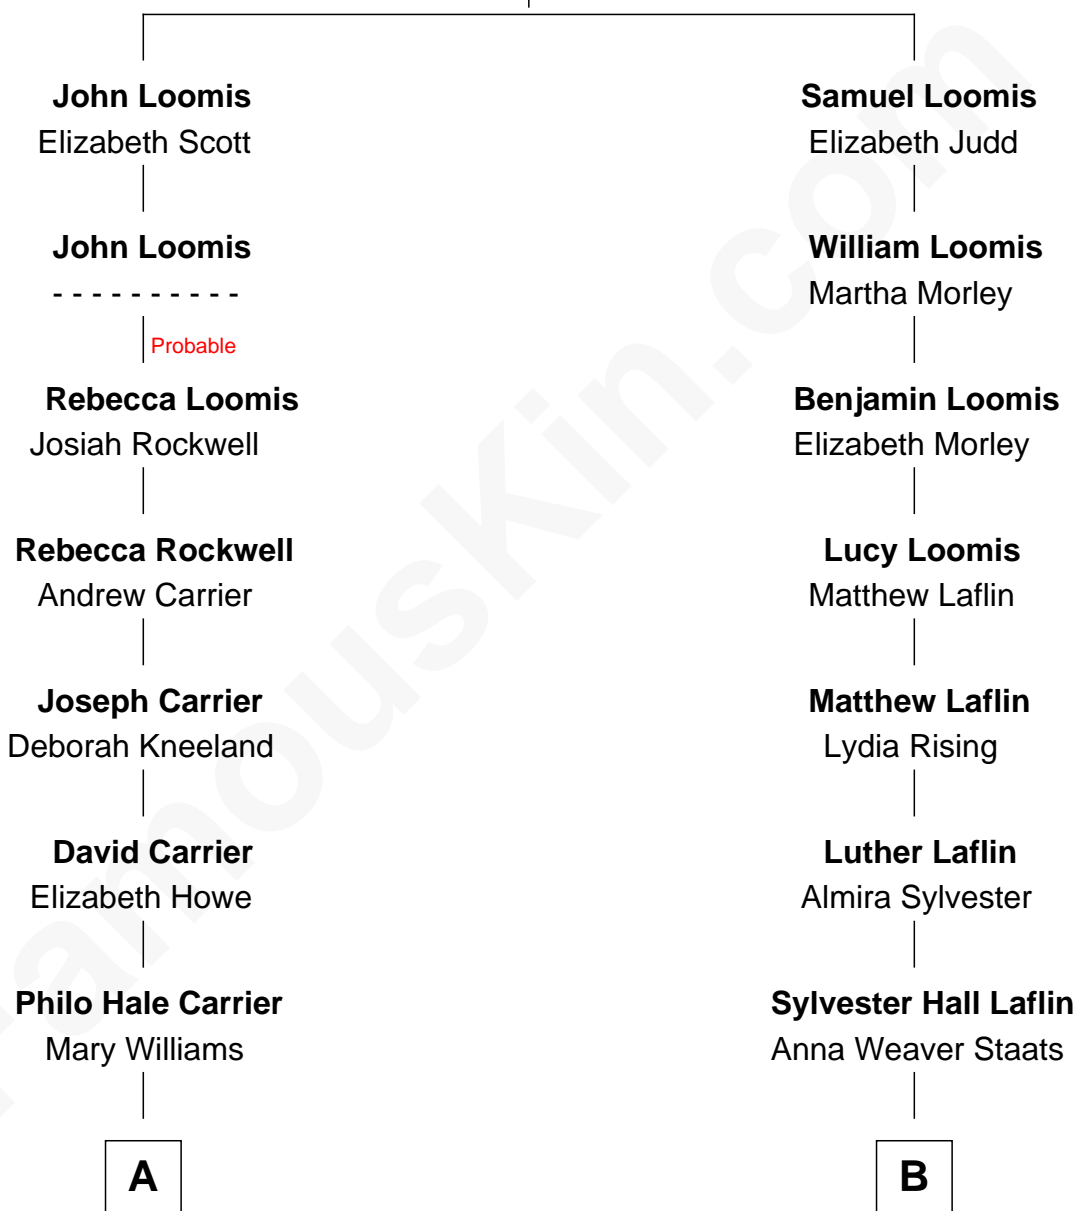 John Loomis
Elizabeth Scott
John Loomis
- - - - - - - - - -
Probable
Rebecca Loomis
Josiah Rockwell
Rebecca Rockwell
Andrew Carrier
Joseph Carrier
Deborah Kneeland
David Carrier
Elizabeth Howe
Philo Hale Carrier
Mary Williams
A
Samuel Loomis
Elizabeth Judd
William Loomis
Martha Morley
Benjamin Loomis
Elizabeth Morley
Lucy Loomis
Matthew Laflin
Matthew Laflin
Lydia Rising
Luther Laflin
Almira Sylvester
Sylvester Hall Laflin
Anna Weaver Staats
B
FamousKin.com